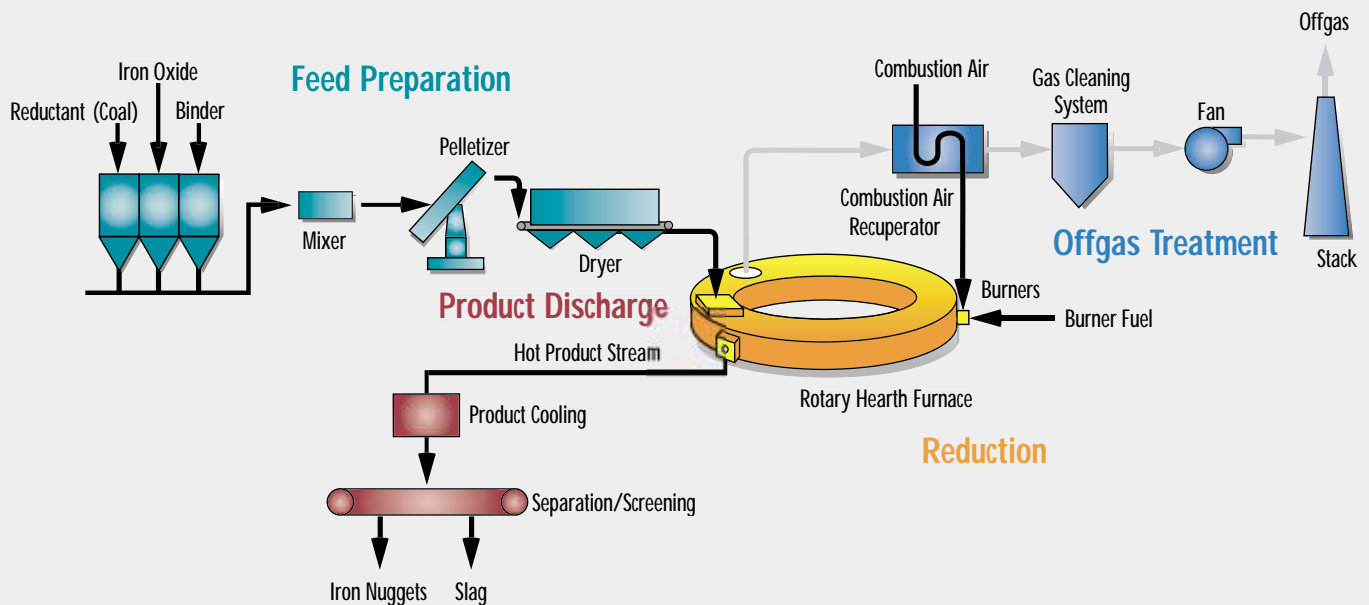 Offgas
Iron Oxide
Feed Preparation
Combustion Air
Gas Cleaning
System
Reductant (Coal)
Binder
Fan
Pelletizer
Mixer
Dryer
Combustion Air
Recuperator
Offgas Treatment
Stack
Product Discharge
Burners
Burner Fuel
Hot Product Stream
Rotary Hearth Furnace
Product Cooling
Reduction
Separation/Screening
Iron Nuggets
Slag